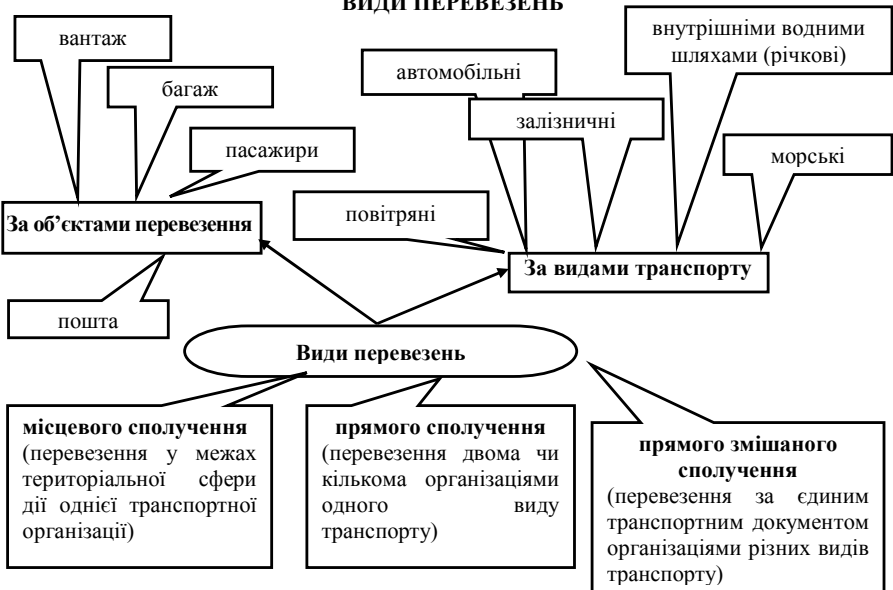 ВИДИ ПЕРЕВЕЗЕНЬ
вантаж
багаж
пасажири
За об’єктами перевезення
пошта
автомобільні
залізничні
внутрішніми водними
шляхами (річкові)
морські
повітряні
За видами транспорту
Види перевезень
місцевого сполучення
(перевезення у межах
територіальної сфери
дії однієї транспортної
організації)
прямого сполучення
(перевезення двома чи
кількома організаціями
одного виду
транспорту)
прямого змішаного
сполучення
(перевезення за єдиним
транспортним документом
організаціями різних видів
транспорту)